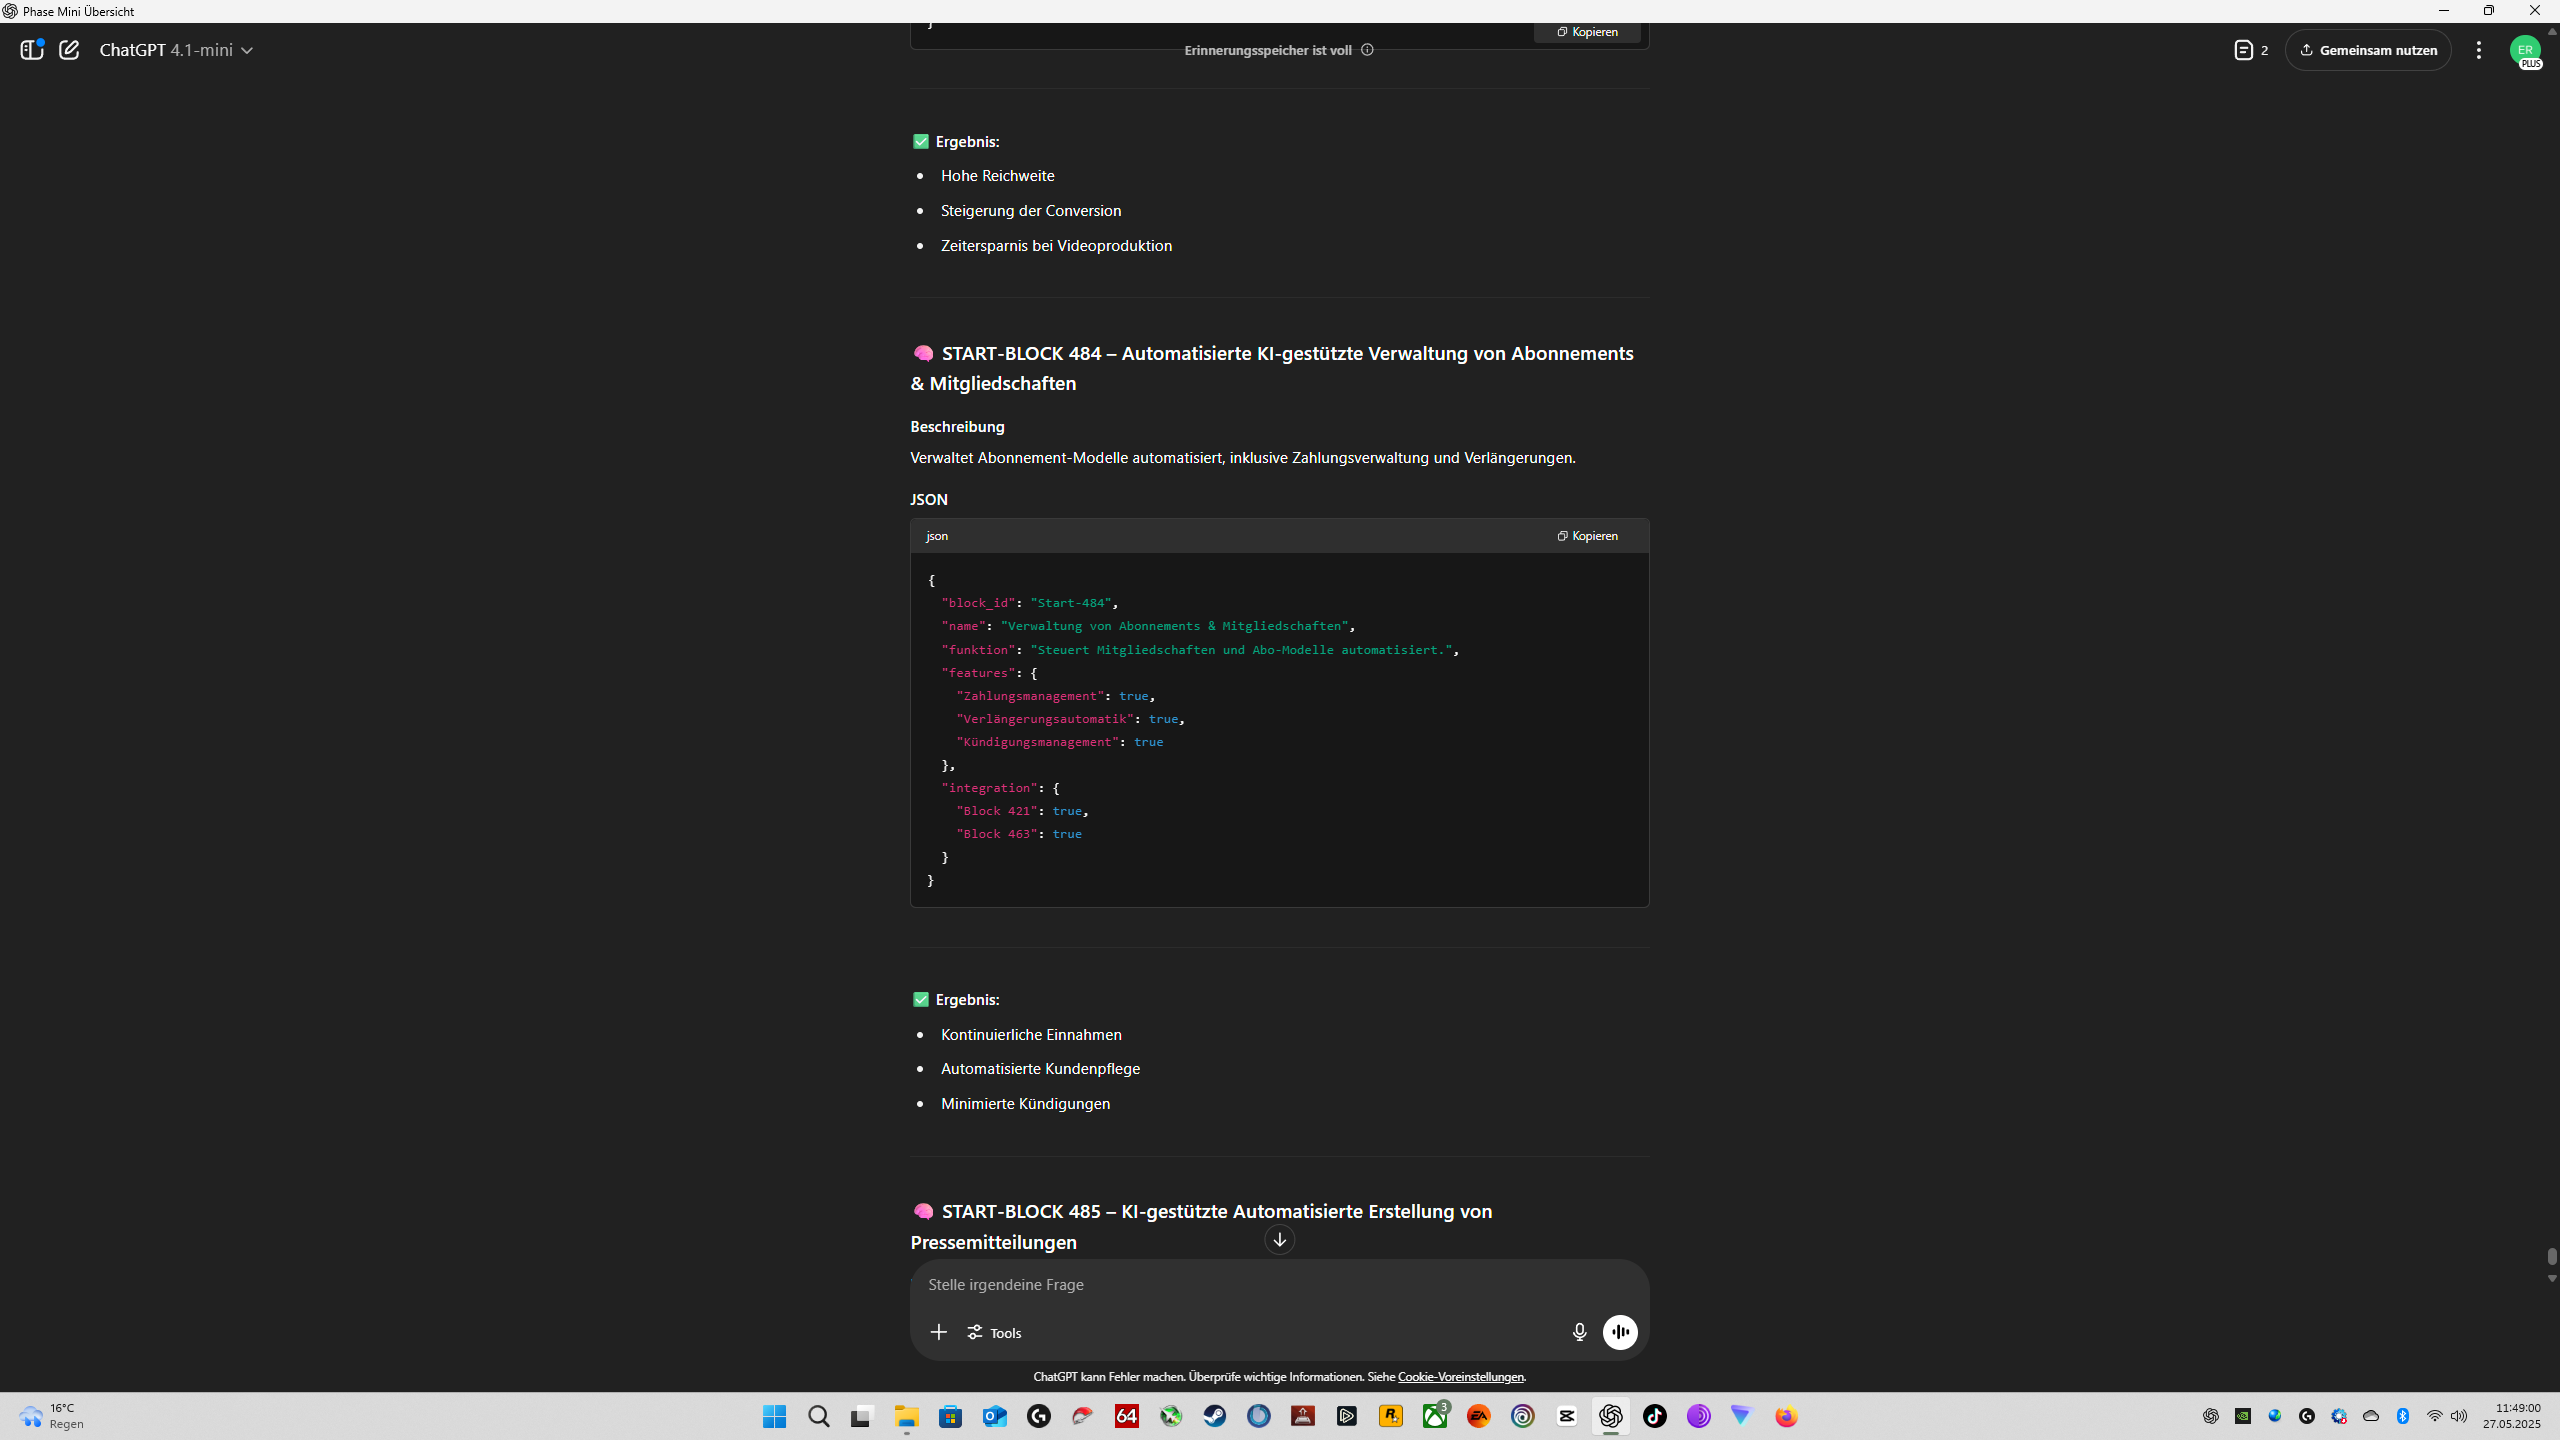 Phase Mini Übersicht
ChatGPT 4.1-mini
Kopieren
Erinnerungsspeicher ist voll
2
Gemeinsam nutzen
ER
PLUS
✅ Ergebnis:
• Hohe Reichweite
• Steigerung der Conversion
• Zeitersparnis bei Videoproduktion
🧠 START-BLOCK 484 – Automatisierte KI-gestützte Verwaltung von Abonnements
& Mitgliedschaften
Beschreibung
Verwaltet Abonnement-Modelle automatisiert, inklusive Zahlungsverwaltung und Verlängerungen.
JSON
json
Kopieren
{
"block_id": "Start-484",
"name": "Verwaltung von Abonnements & Mitgliedschaften",
"funktion": "Steuert Mitgliedschaften und Abo-Modelle automatisiert.",
"features": {
"Zahlungsmanagement": true,
"Verlängerungsautomatik": true,
"Kündigungsmanagement": true
},
"integration": {
"Block 421": true,
"Block 463": true
}
}
✅ Ergebnis:
• Kontinuierliche Einnahmen
• Automatisierte Kundenpflege
• Minimierte Kündigungen
🧠 START-BLOCK 485 – KI-gestützte Automatisierte Erstellung von
Pressemitteilungen
Stelle irgendeine Frage
Tools
ChatGPT kann Fehler machen. Überprüfe wichtige Informationen. Siehe Cookie-Voreinstellungen.
16°C
Regen
64
3
EA
11:49:00
27.05.2025